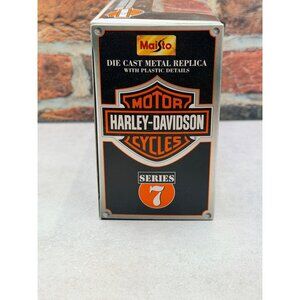 Maisto
DIE CAST METAL REPLICA
WITH PLASTIC DETAILS
MOTOR
HARLEY-DAVIDSON
CYCLES
SERIES
7